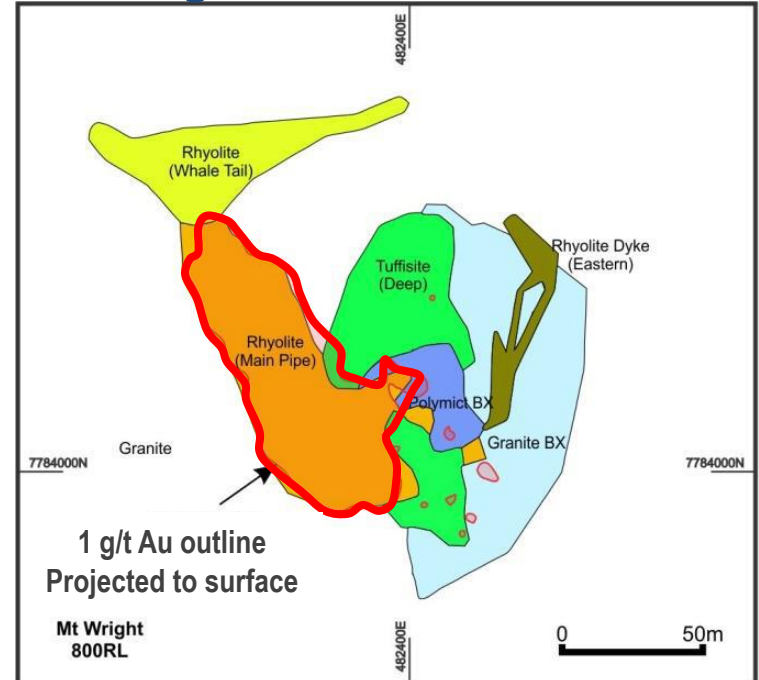 482400E
Rhyolite
(Whale Tail)
Rhyolite Dyke
(Eastern)
Tuffisite
(Deep)
Rhyolite
(Main Pipe)
Polymict BX
Granite
Granite BX
7784000N
7784000N
1 g/t Au outline
Projected to surface
Mt Wright
800RL
482400E
0
50m